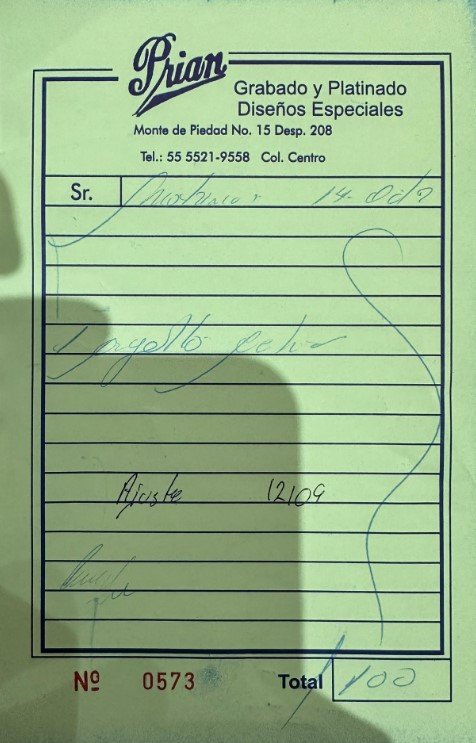 Prian
Grabado y Platinado
Diseños Especiales
Monte de Piedad No. 15 Desp. 208
Tel.: 55 5521-9558 Col. Centro
Sr. 14-Oct
Ajuste 12109
Nº 0573 Total 100